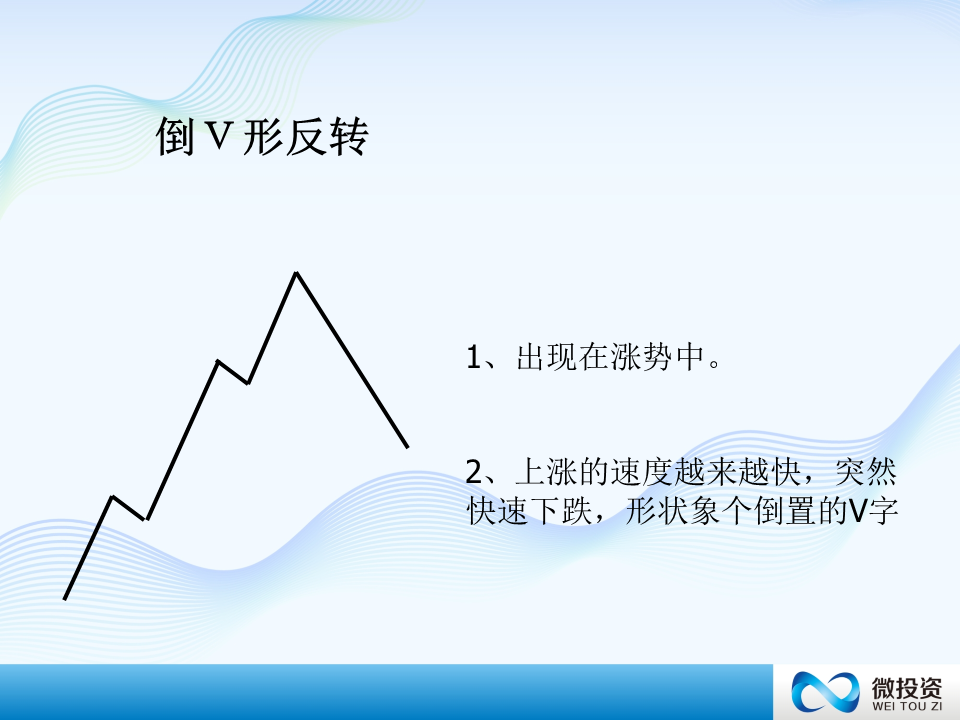 倒V形反转
1、出现在涨势中。
2、上涨的速度越来越快，突然
快速下跌，形状象个倒置的V字
微投资
WEI TOU ZI